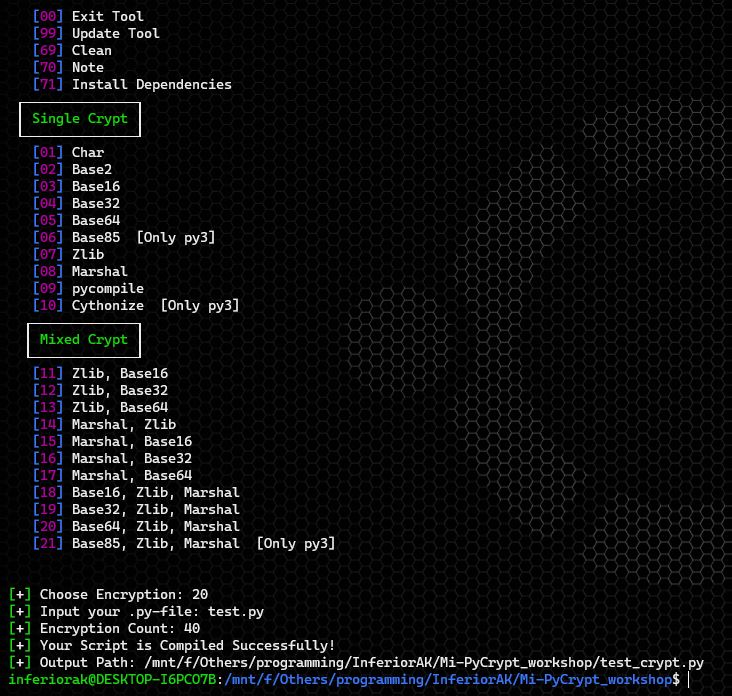 [00] Exit Tool
[99] Update Tool
[69] Clean
[70] Note
[71] Install Dependencies
Single Crypt
[01] Char
[02] Base2
[03] Base16
[04] Base32
[05] Base64
[06] Base85  [Only py3]
[07] Zlib
[08] Marshal
[09] pycompile
[10] Cythonize  [Only py3]
Mixed Crypt
[11] Zlib, Base16
[12] Zlib, Base32
[13] Zlib, Base64
[14] Marshal, Zlib
[15] Marshal, Base16
[16] Marshal, Base32
[17] Marshal, Base64
[18] Base16, Zlib, Marshal
[19] Base32, Zlib, Marshal
[20] Base64, Zlib, Marshal
[21] Base85, Zlib, Marshal  [Only py3]
[+] Choose Encryption: 20
[+] Input your .py-file: test.py
[+] Encryption Count: 40
[+] Your Script is Compiled Successfully!
[+] Output Path: /mnt/f/Others/programming/InferiorAK/Mi-PyCrypt_workshop/test_crypt.py
inferiorak@DESKTOP-I6PCO7B:/mnt/f/Others/programming/InferiorAK/Mi-PyCrypt_workshop$